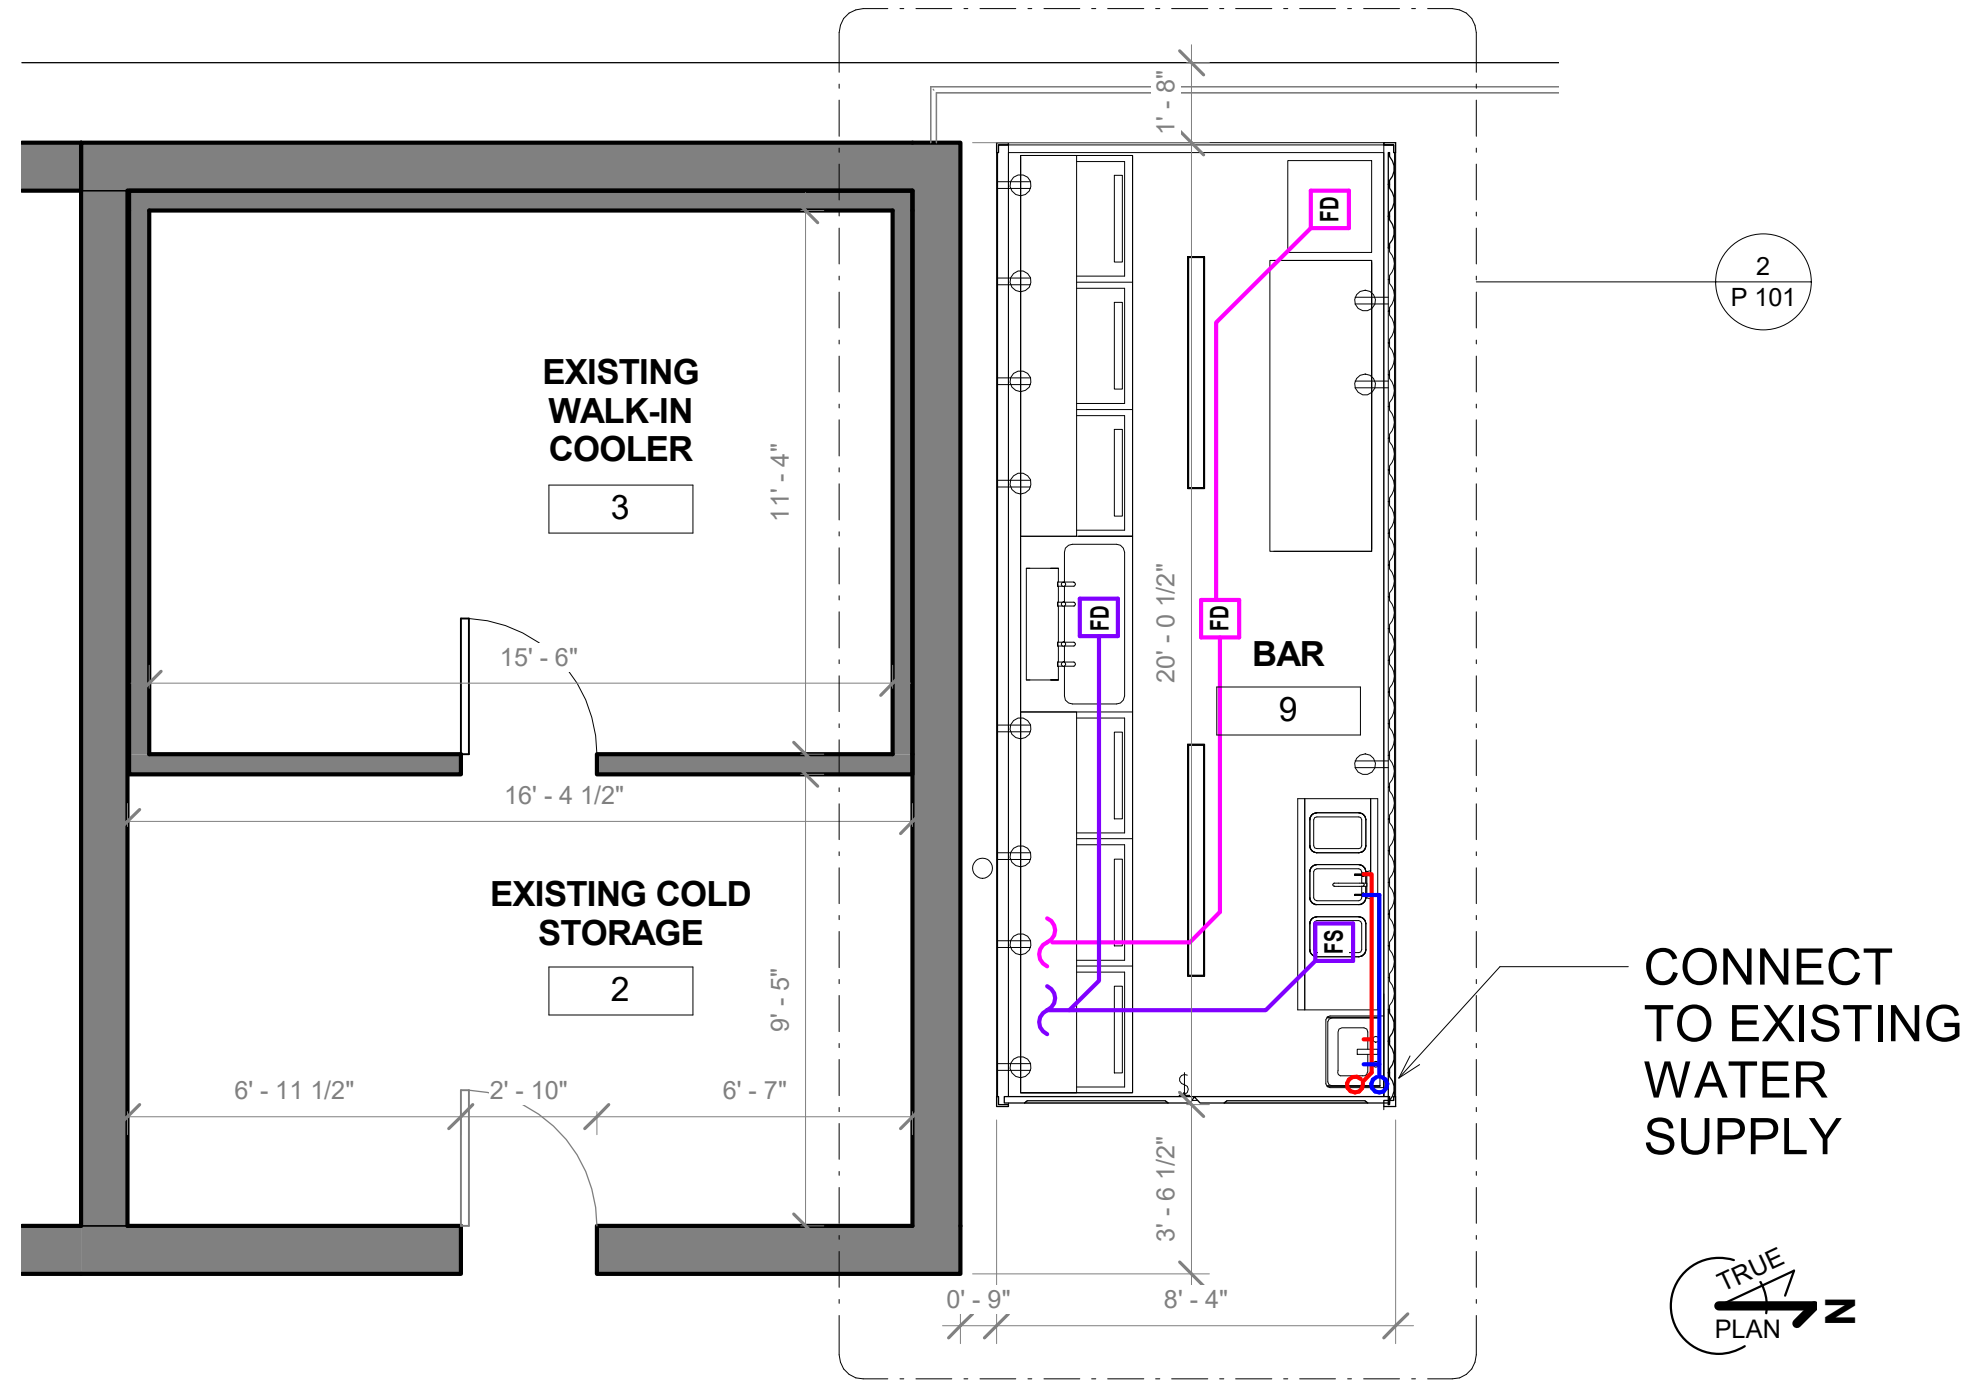 1' - 8"
FD
2
P 101
EXISTING
WALK-IN
COOLER
3
11' - 4"
20' - 0 1/2"
FD
FD
BAR
9
15' - 6"
16' - 4 1/2"
EXISTING COLD
STORAGE
2
9' - 5"
FS
CONNECT
TO EXISTING
WATER
SUPPLY
6' - 11 1/2"
2' - 10"
6' - 7"
$
3' - 6 1/2"
0' - 9"
8' - 4"
TRUE
PLAN
N